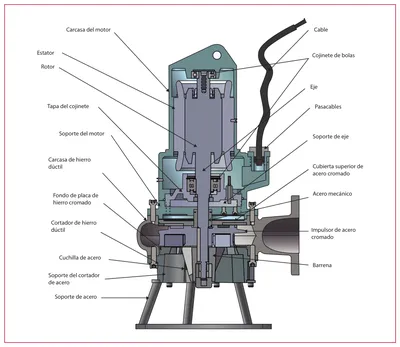 Carcasa del motor
Estator
Rotor
Tapa del cojinete
Soporte del motor
Carcasa de hierro
dúctil
Fondo de placa de
hierro cromado
Cortador de hierro
dúctil
Cuchilla de acero
Soporte del cortador
de acero
Soporte de acero
Cable
Cojinete de bolas
Eje
Pasacables
Soporte de eje
Cubierta superior de
acero cromado
Acero mecánico
Impulsor de acero
cromado
Barrena